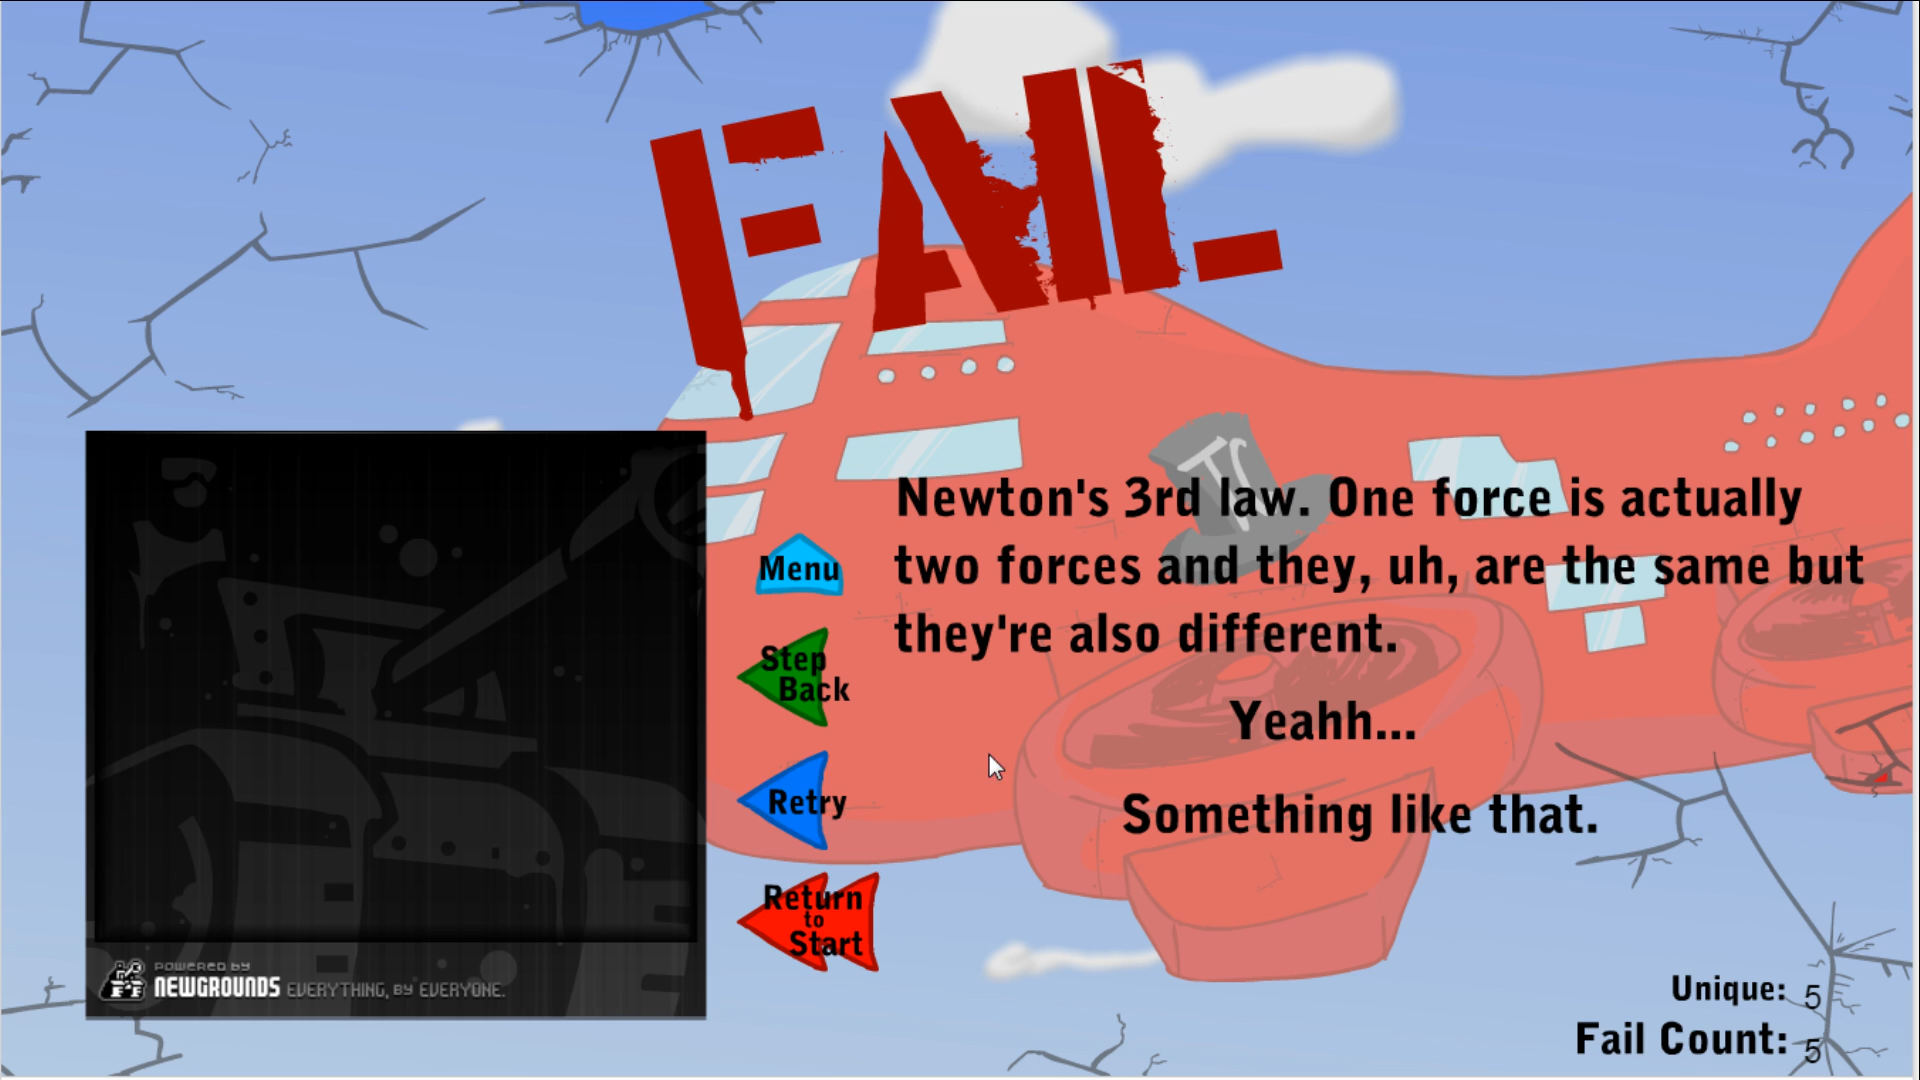 FAIL
TS
Newton's 3rd law. One force is actually
two forces and they, uh, are the same but
they're also different.
Yeahh...
Something like that.
Menu
Step
Back
Retry
Return
to
Start
POWERED BY
NEWGROUNDS EVERYTHING, BY EVERYONE.
Unique: 5
Fail Count: 5